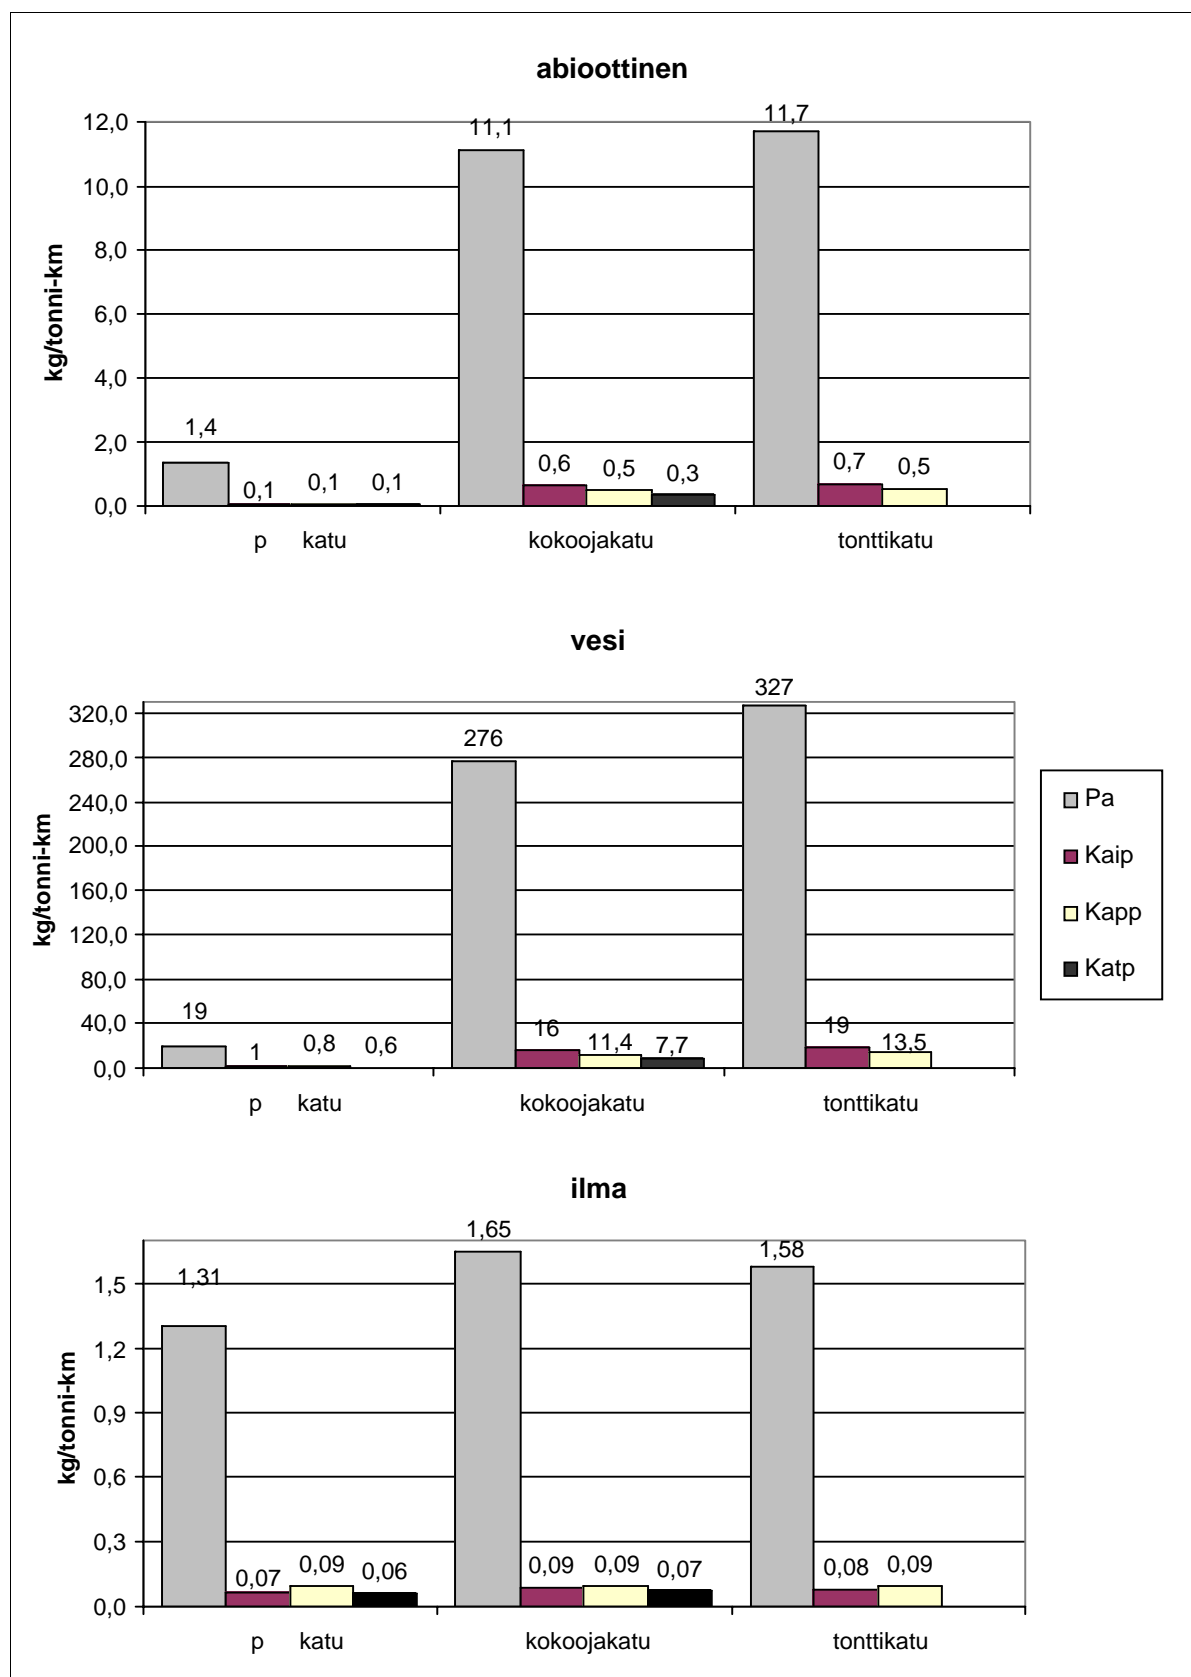 abioottinen
12,0
10,0
8,0
6,0
4,0
2,0
0,0
kg/tonni-km
1,4
0,1
0,1
0,1
11,1
0,6
0,5
0,3
11,7
0,7
0,5
p katu
kokoojakatu
tonttikatu
vesi
320,0
280,0
240,0
200,0
160,0
120,0
80,0
40,0
0,0
kg/tonni-km
19
1
0,8
0,6
276
16
11,4
7,7
327
19
13,5
p katu
kokoojakatu
tonttikatu
Pa
Kaip
Kapp
Katp
ilma
1,5
1,2
0,9
0,6
0,3
0,0
kg/tonni-km
1,31
0,07
0,09
0,06
1,65
0,09
0,09
0,07
1,58
0,08
0,09
p katu
kokoojakatu
tonttikatu